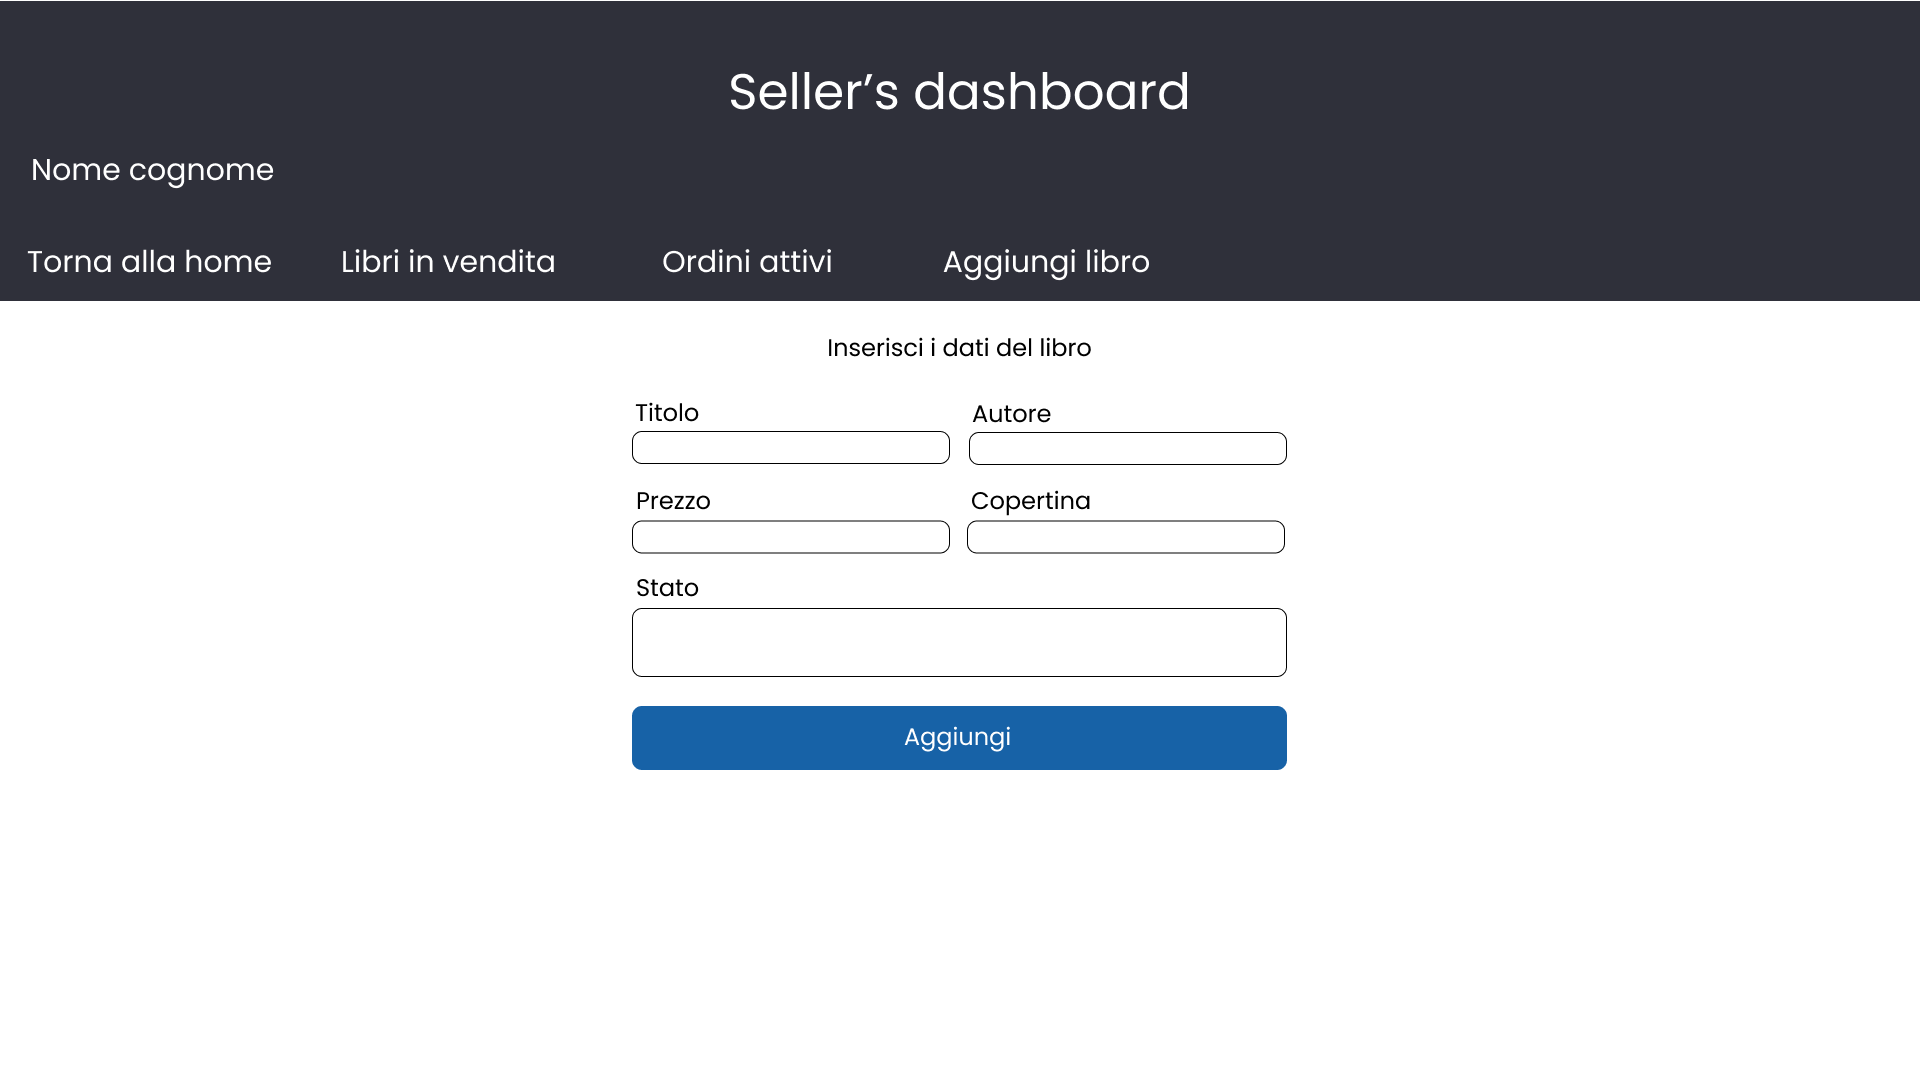 Seller’s dashboard
Nome cognome
Torna alla home Libri in vendita Ordini attivi Aggiungi libro
Inserisci i dati del libro
Titolo Autore
Prezzo Copertina
Stato
Aggiungi